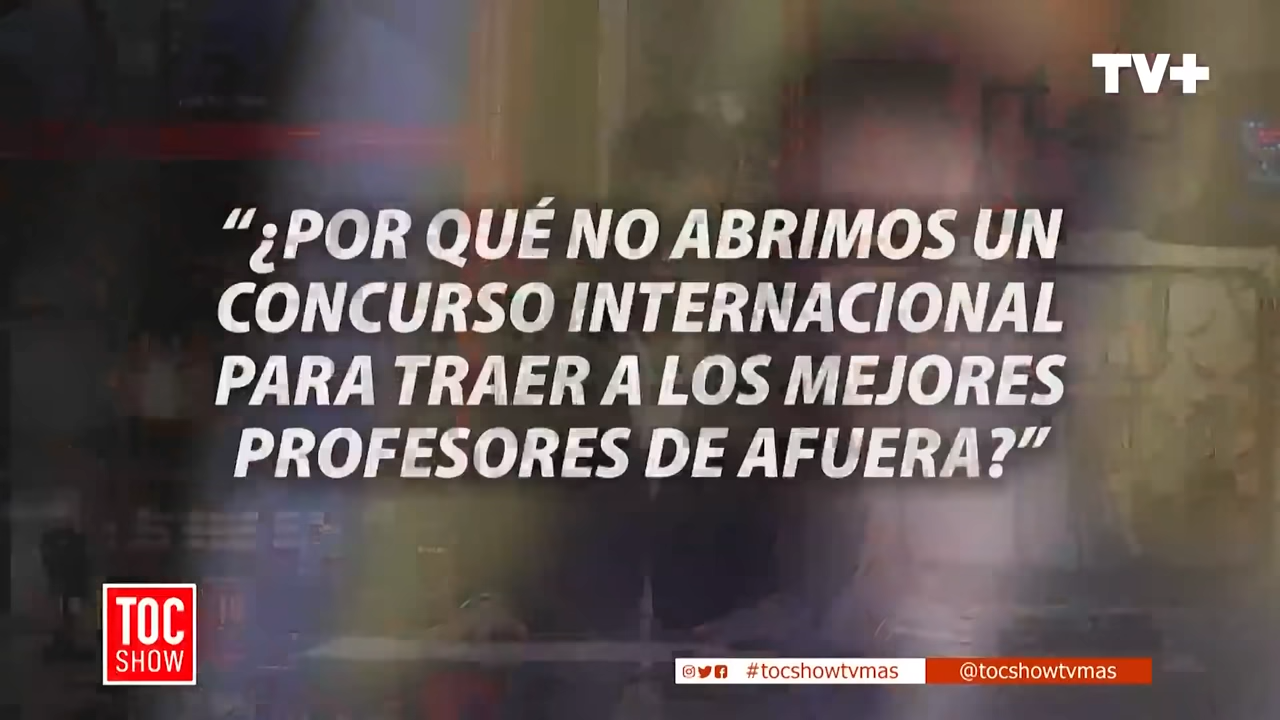 TV+
“¿POR QUÉ NO ABRIMOS UN
CONCURSO INTERNACIONAL
PARA TRAER A LOS MEJORES
PROFESORES DE AFUERA?”
TOC
SHOW
#tocshowtvmas
@tocshowtvmas